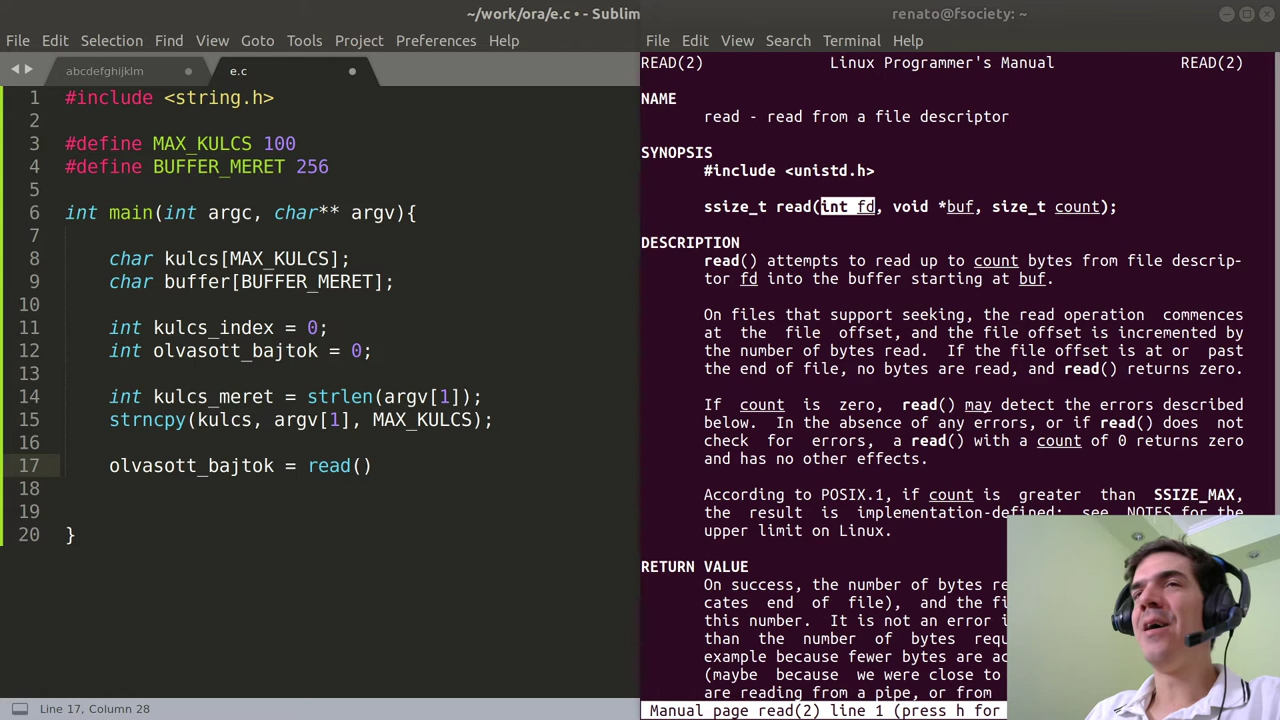 ~/work/ora/e.c • - Sublim
File Edit Selection Find View Goto Tools Project Preferences Help
abcdefghijklm
e.c
1 #include <string.h>
2
3 #define MAX_KULCS 100
4 #define BUFFER_MERET 256
5
6 int main(int argc, char** argv){
7
8 char kulcs[MAX_KULCS];
9 char buffer[BUFFER_MERET];
10
11 int kulcs_index = 0;
12 int olvasott_bajtok = 0;
13
14 int kulcs_meret = strlen(argv[1]);
15 strncpy(kulcs, argv[1], MAX_KULCS);
16
17 olvasott_bajtok = read()
18
19
20 }
Line 17, Column 28
renato@fsociety: ~
File Edit View Search Terminal Help
READ(2) Linux Programmer's Manual READ(2)
NAME
read - read from a file descriptor
SYNOPSIS
#include <unistd.h>
ssize_t read(int fd, void *buf, size_t count);
DESCRIPTION
read() attempts to read up to count bytes from file descrip-
tor fd into the buffer starting at buf.
On files that support seeking, the read operation commences
at the file offset, and the file offset is incremented by
the number of bytes read. If the file offset is at or past
the end of file, no bytes are read, and read() returns zero.
If count is zero, read() may detect the errors described
below. In the absence of any errors, or if read() does not
check for errors, a read() with a count of 0 returns zero
and has no other effects.
According to POSIX.1, if count is greater than SSIZE_MAX,
the result is implementation-defined; see NOTES for the
upper limit on Linux.
RETURN VALUE
On success, the number of bytes re
cates end of file), and the fi
this number. It is not an error i
than the number of bytes requ
example because fewer bytes are ac
(maybe because we were close to
are reading from a pipe, or from
Manual page read(2) line 1 (press h for